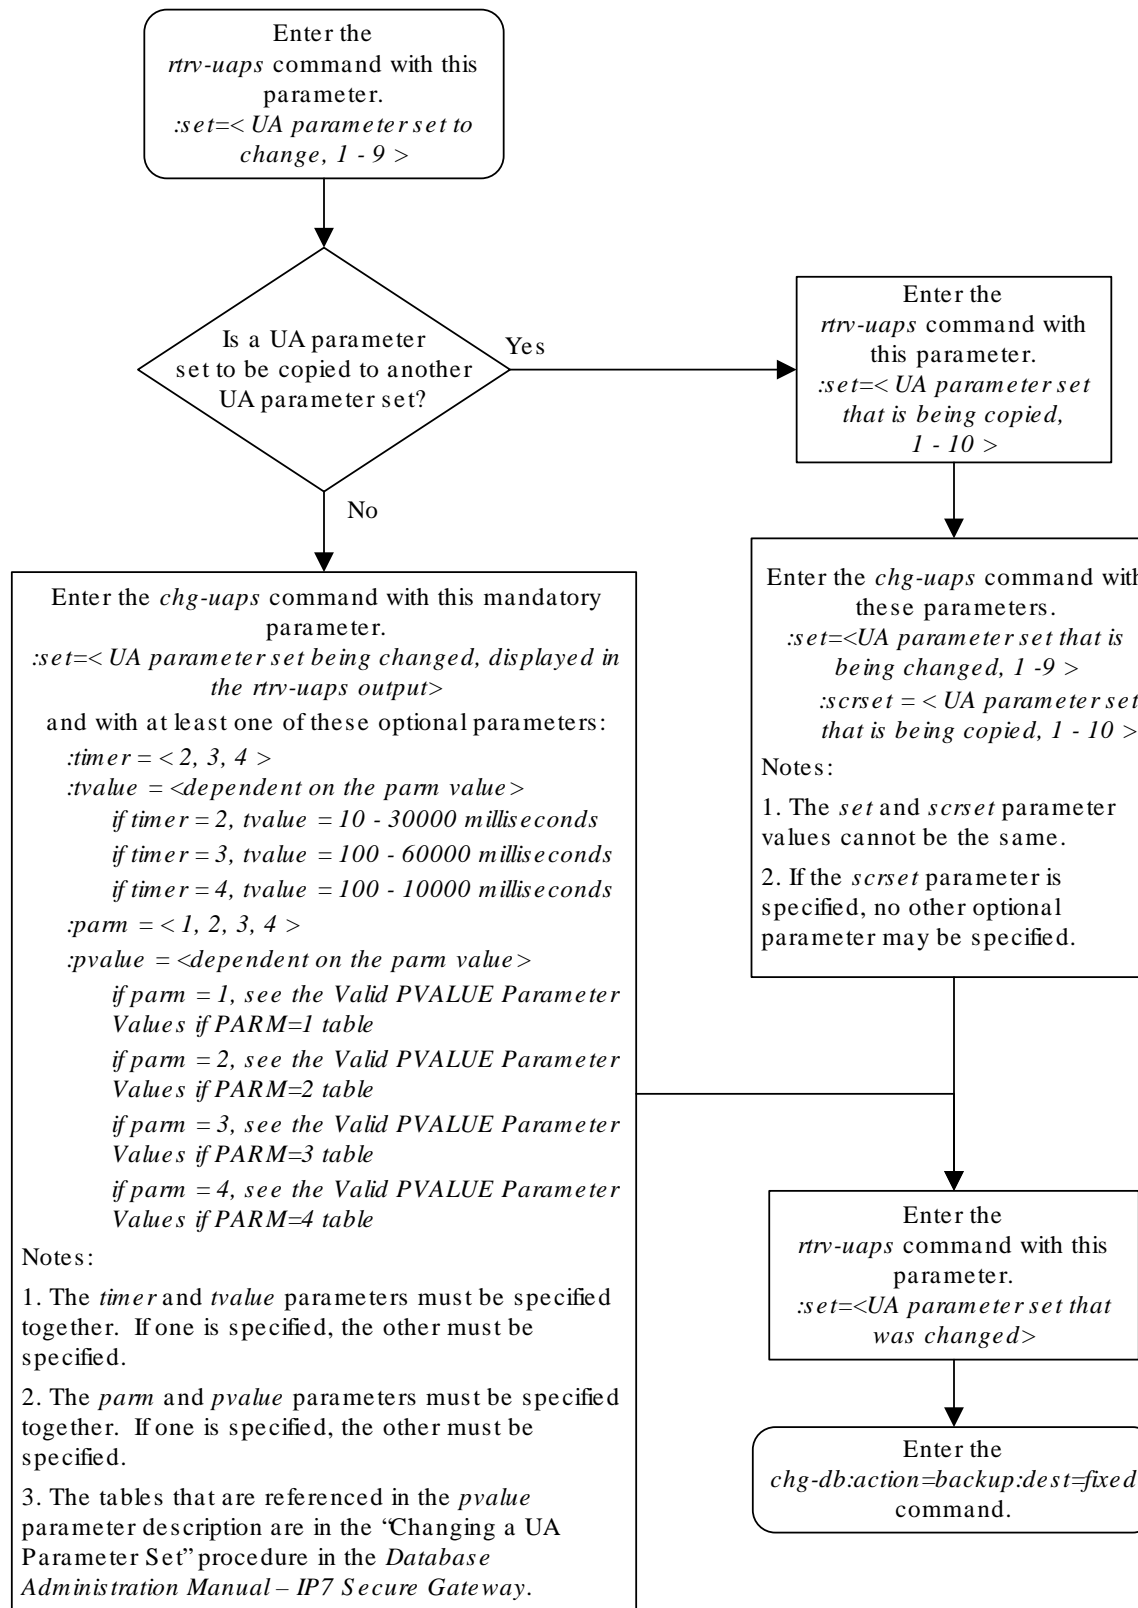 Enter the
rtrv-uaps command with this
parameter.
:set=< UA parameter set to
change, 1 - 9 >
Is a UA parameter
set to be copied to another
UA parameter set?
Yes
No
Enter the
rtrv-uaps command with
this parameter.
:set=< UA parameter set
that is being copied,
1 - 10 >
Enter the chg-uaps command with
these parameters.
:set=<UA parameter set that is
being changed, 1 -9 >
:scrset = < UA parameter set
that is being copied, 1 - 10 >
Notes:
1. The set and scrset parameter
values cannot be the same.
2. If the scrset parameter is
specified, no other optional
parameter may be specified.
Enter the chg-uaps command with this mandatory
parameter.
:set=< UA parameter set being changed, displayed in
the rtrv-uaps output>
and with at least one of these optional parameters:
:timer = < 2, 3, 4 >
:tvalue = <dependent on the parm value>
if timer = 2, tvalue = 10 - 30000 milliseconds
if timer = 3, tvalue = 100 - 60000 milliseconds
if timer = 4, tvalue = 100 - 10000 milliseconds
:parm = < 1, 2, 3, 4 >
:pvalue = <dependent on the parm value>
if parm = 1, see the Valid PVALUE Parameter
Values if PARM=1 table
if parm = 2, see the Valid PVALUE Parameter
Values if PARM=2 table
if parm = 3, see the Valid PVALUE Parameter
Values if PARM=3 table
if parm = 4, see the Valid PVALUE Parameter
Values if PARM=4 table
Notes:
1. The timer and tvalue parameters must be specified
together. If one is specified, the other must be
specified.
2. The parm and pvalue parameters must be specified
together. If one is specified, the other must be
specified.
3. The tables that are referenced in the pvalue
parameter description are in the “Changing a UA
Parameter Set” procedure in the Database
Administration Manual – IP7 Secure Gateway.
Enter the
rtrv-uaps command with this
parameter.
:set=<UA parameter set that
was changed>
Enter the
chg-db:action=backup:dest=fixed
command.